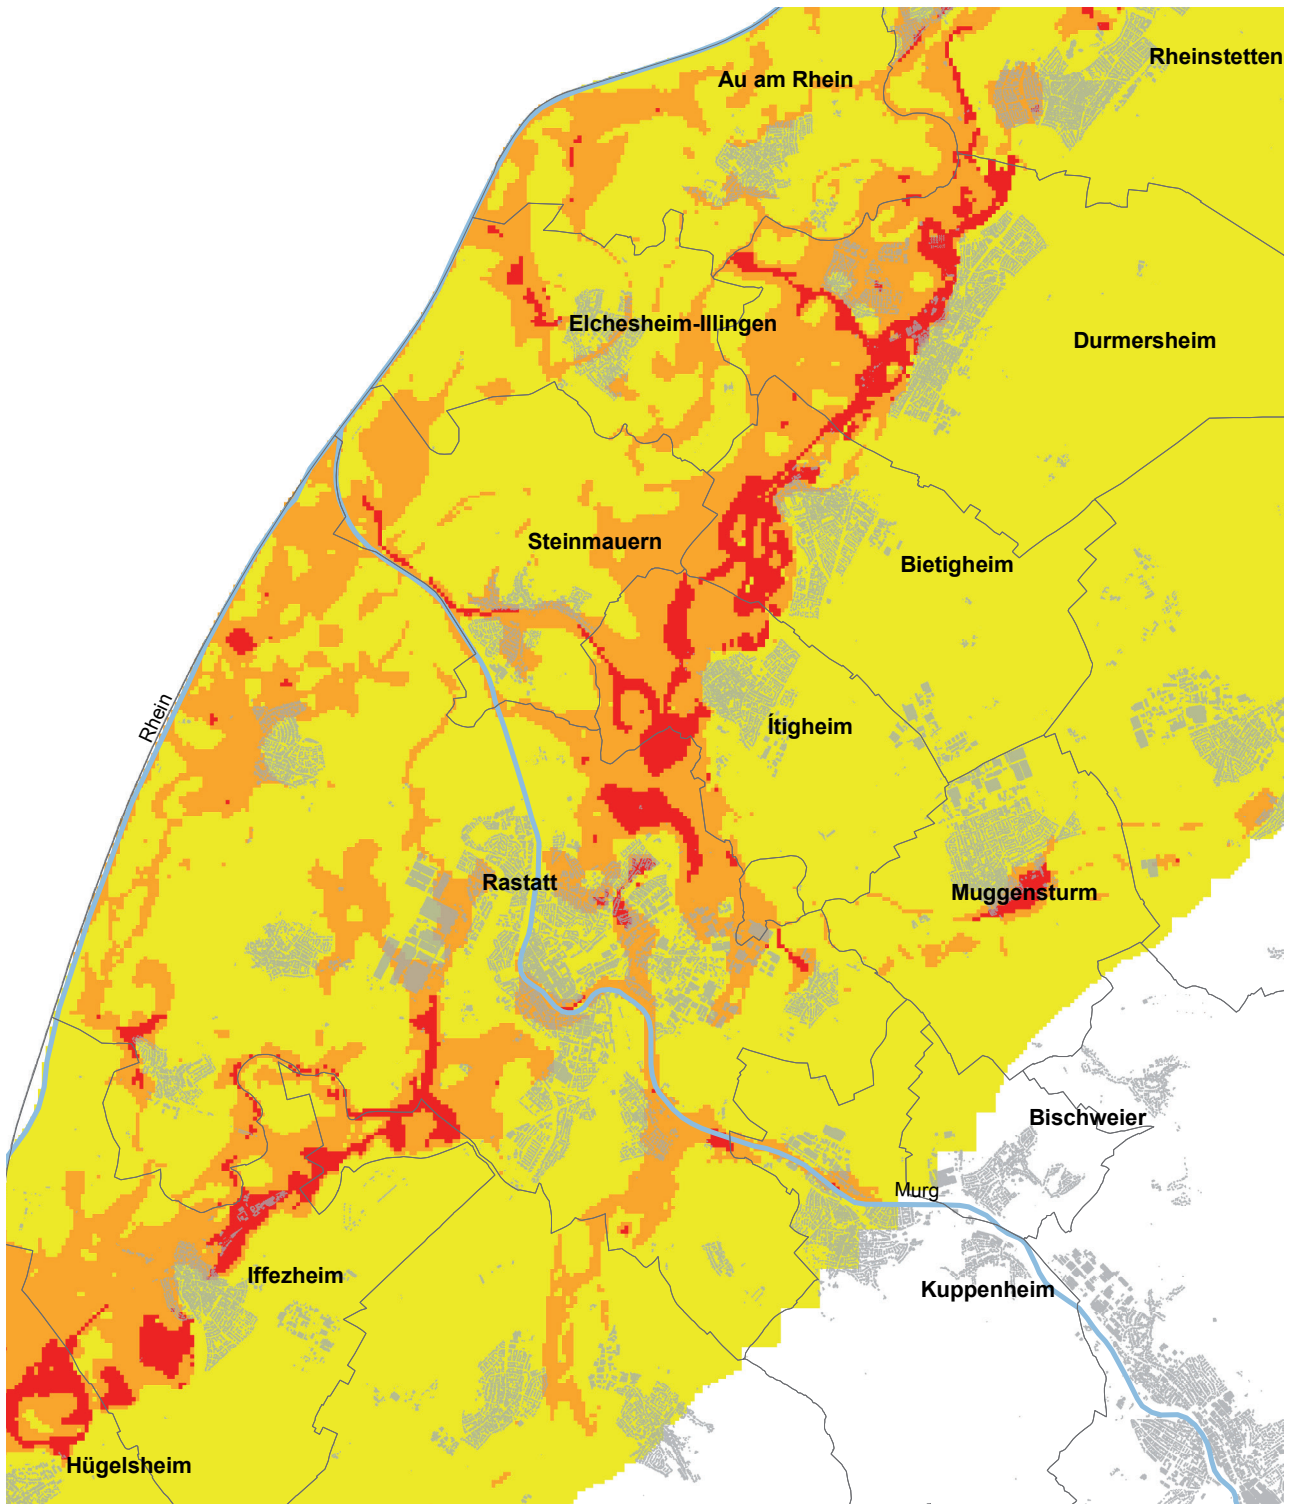 Rheinstetten
Au am Rhein
Elchesheim-Illingen
Durmersheim
Steinmauern
Bietigheim
Rhein
Ítigheim
Rastatt
Muggensturm
Bischweier
Murg
Iffezheim
Kuppenheim
Hügelsheim